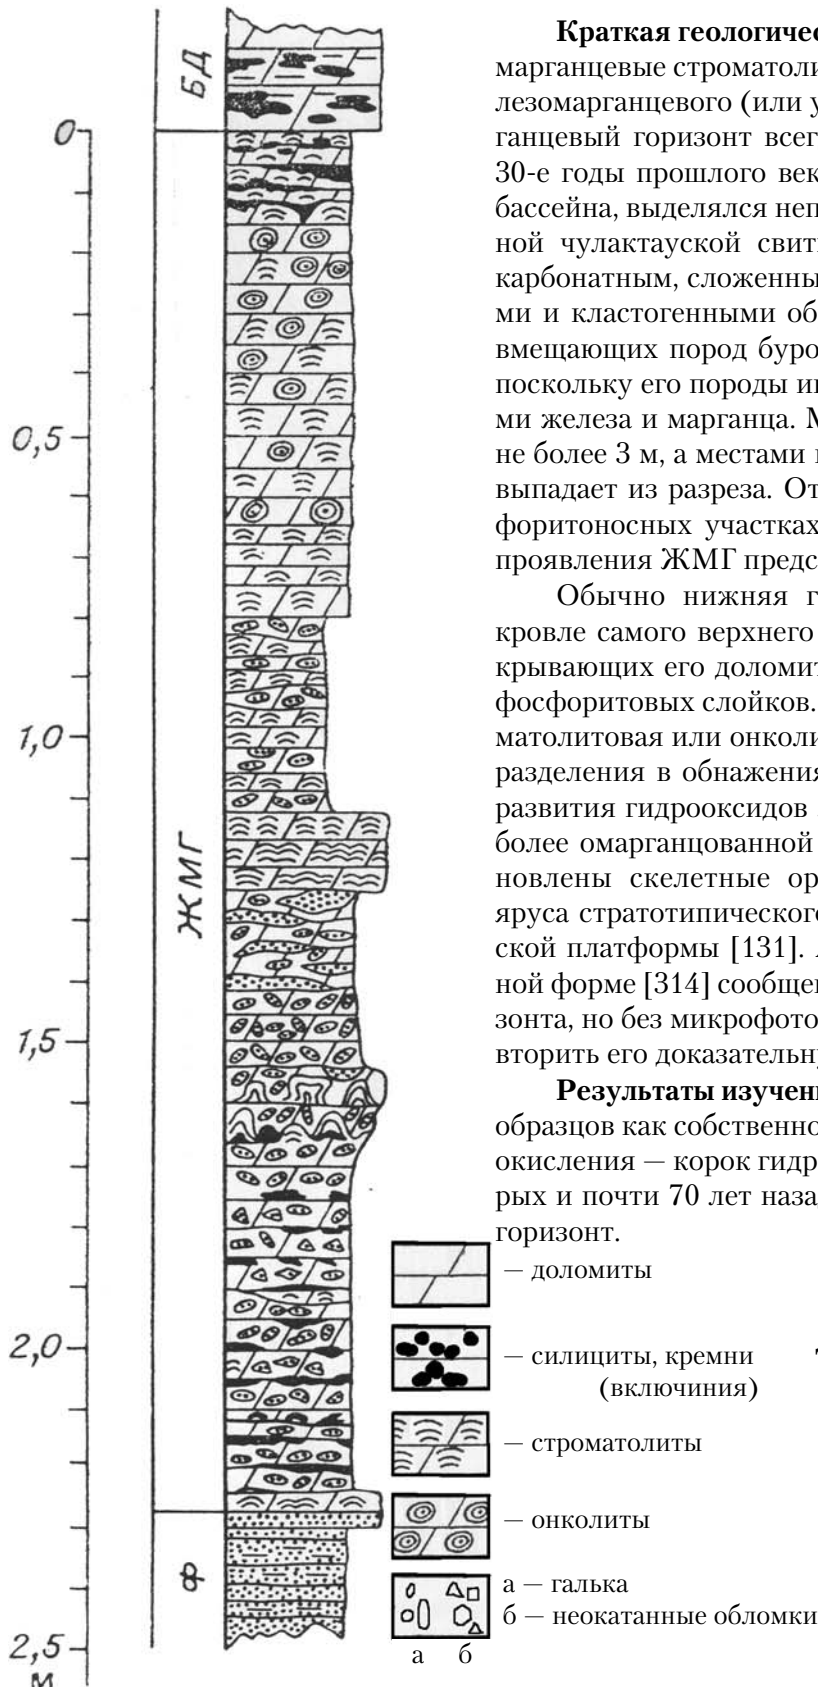 БД
0
0,5
1,0
ЖМГ
1,5
2,0
Ф
2,5
м
Краткая геологичес
марганцевые строматоли
лезомарганцевого (или у
ганцевый горизонт всег
30-е годы прошлого век
бассейна, выделялся неп
ной чулактауской свит
карбонатным, сложенны
ми и кластогенными об
вмещающих пород буро
поскольку его породы и
ми железа и марганца. М
не более 3 м, а местами
выпадает из разреза. От
форитоносных участках
проявления ЖМГ предс
Обычно нижняя г
кровле самого верхнего
крывающих его доломит
фосфоритовых слойков.
матолитовая или онколи
разделения в обнажения
развития гидрооксидов
более омарганцованной
новлены скелетные ор
яруса стратотипического
ской платформы [131].
ной форме [314] сообщен
зонта, но без микрофото
вторить его доказательн
Результаты изучен
образцов как собственно
окисления — корок гидр
рых и почти 70 лет наза
горизонт.
— доломиты
— силициты, кремни
(включиния)
— строматолиты
— онколиты
а — галька
б — неокатанные обломки
а б